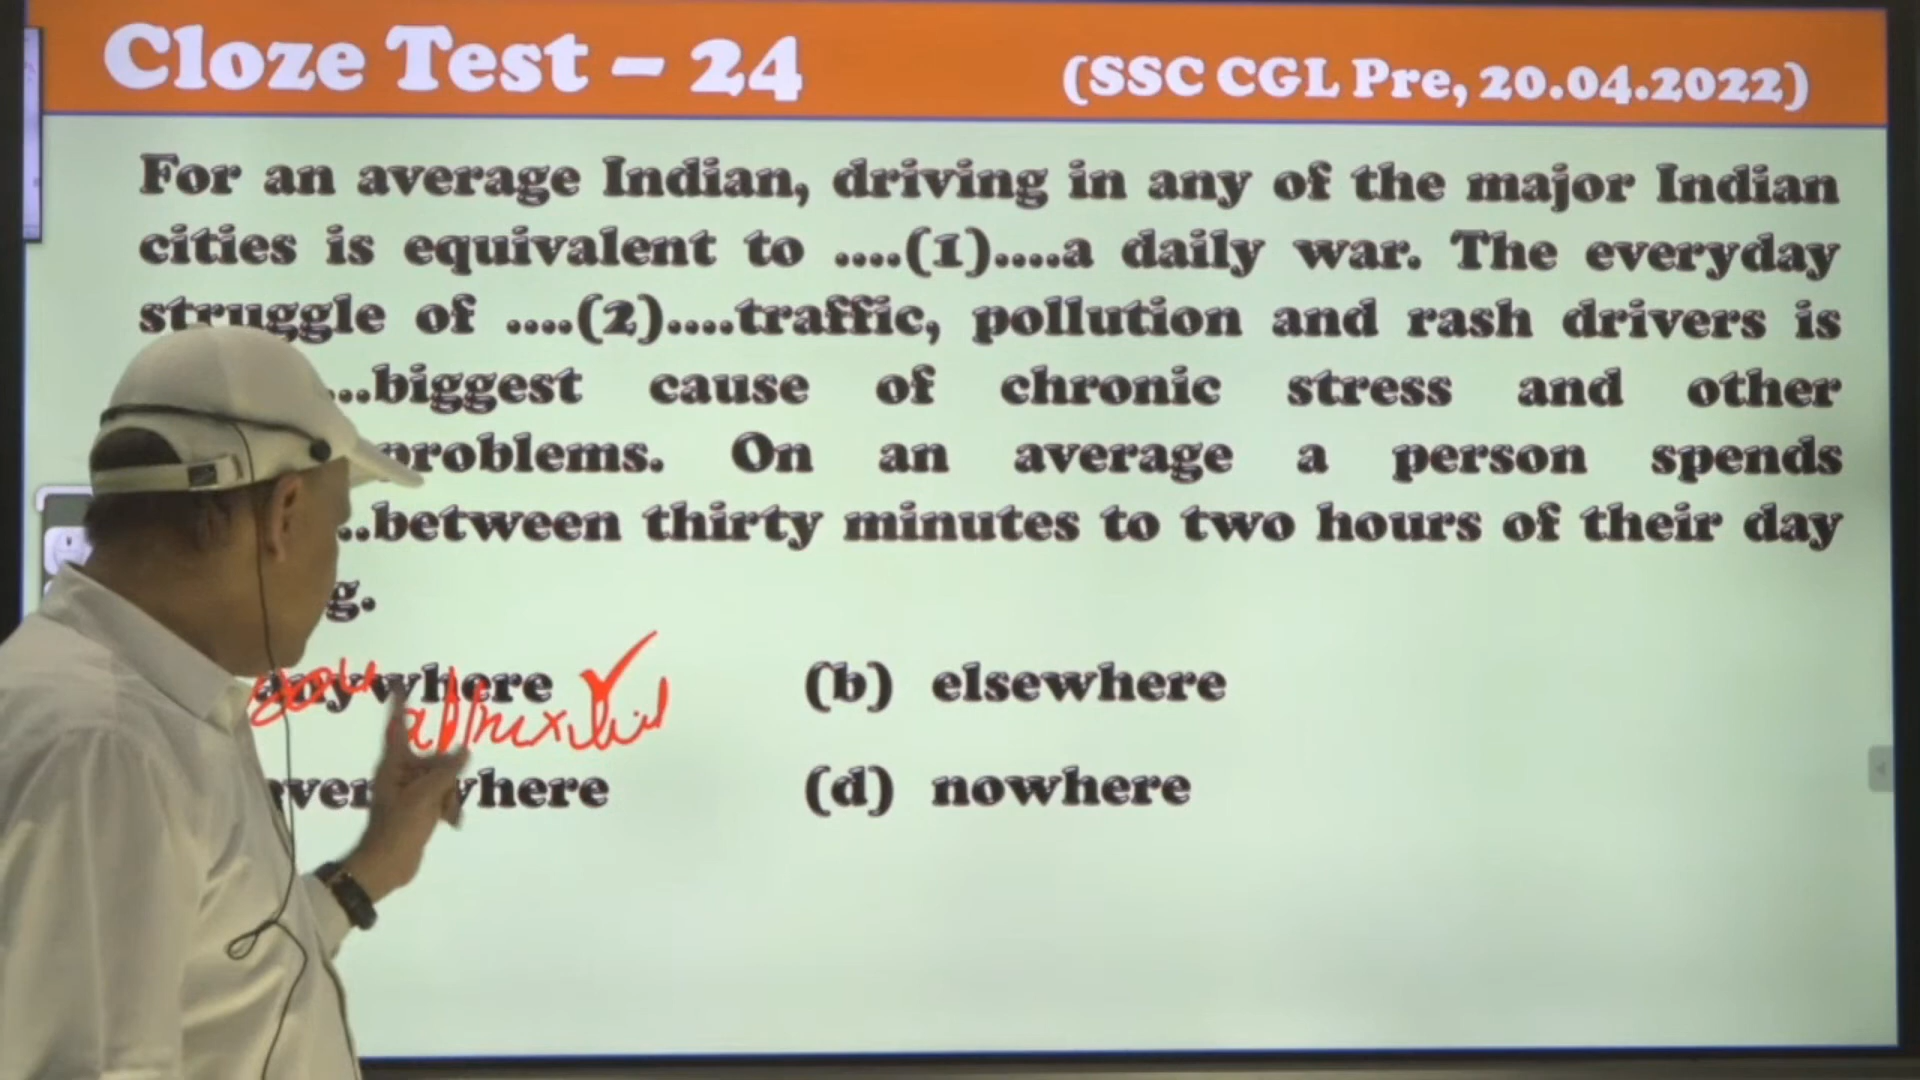 Cloze Test – 24
(SSC CGL Pre, 20.04.2022)
For an average Indian, driving in any of the major Indian
cities is equivalent to ....(1)....a daily war. The everyday
struggle of ....(2)....traffic, pollution and rash drivers is
...biggest cause of chronic stress and other
problems. On an average a person spends
..between thirty minutes to two hours of their day
g.
anywhere ✓
(b) elsewhere
where
(d) nowhere